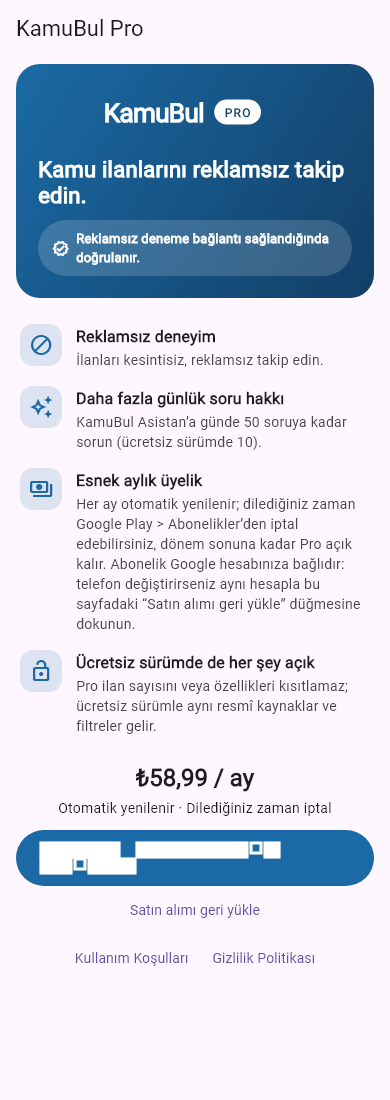 KamuBul Pro
KamuBul PRO
Kamu ilanlarını reklamsız takip
edin.
Reklamsız deneme bağlantı sağlandığında
doğrulanır.
Reklamsız deneyim
İlanları kesintisiz, reklamsız takip edin.
Daha fazla günlük soru hakkı
KamuBul Asistan’a günde 50 soruya kadar
sorun (ücretsiz sürümde 10).
Esnek aylık üyelik
Her ay otomatik yenilenir; dilediğiniz zaman
Google Play > Abonelikler’den iptal
edebilirsiniz, dönem sonuna kadar Pro açık
kalır. Abonelik Google hesabınıza bağlıdır:
telefon değiştirirseniz aynı hesapla bu
sayfadaki “Satın alımı geri yükle” düğmesine
dokunun.
Ücretsiz sürümde de her şey açık
Pro ilan sayısını veya özellikleri kısıtlamaz;
ücretsiz sürümle aynı resmî kaynaklar ve
filtreler gelir.
₺58,99 / ay
Otomatik yenilenir · Dilediğiniz zaman iptal
Satın alımı geri yükle
Kullanım Koşulları
Gizlilik Politikası